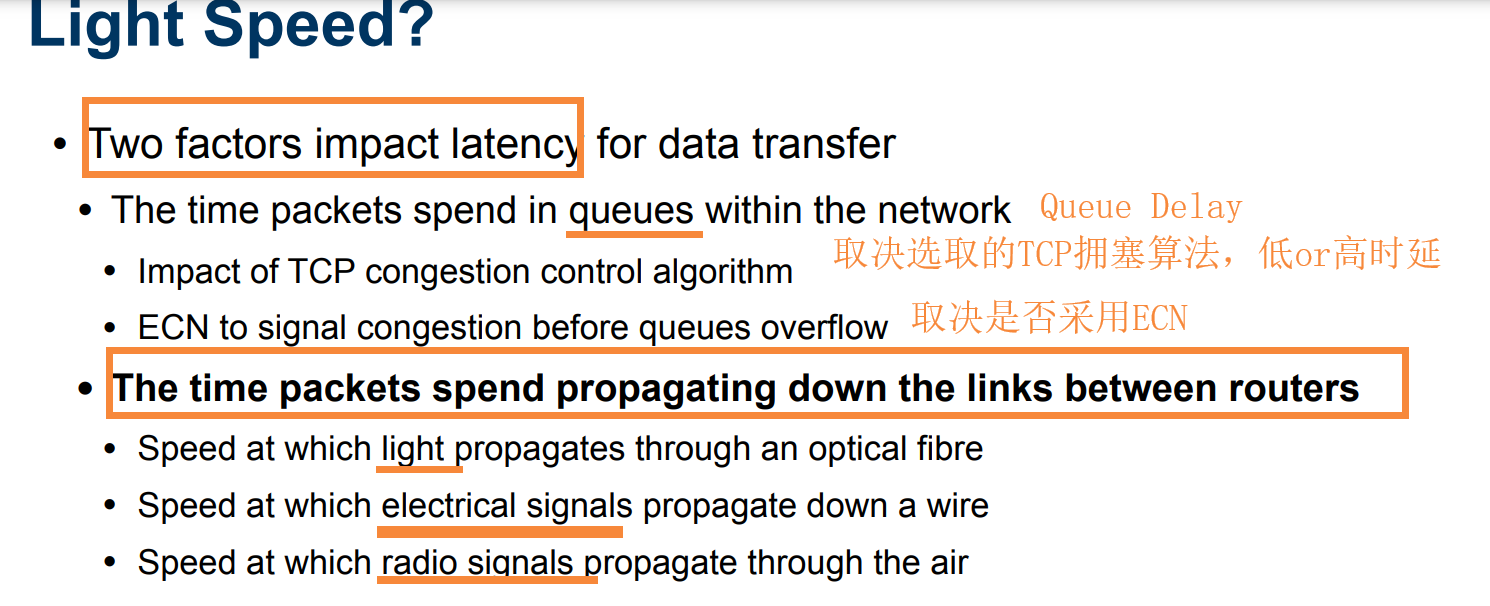 Light Speed?
• Two factors impact latency for data transfer
• The time packets spend in queues within the network Queue Delay
取决选取的TCP拥塞算法，低or高时延
• Impact of TCP congestion control algorithm
• ECN to signal congestion before queues overflow 取决是否采用ECN
• The time packets spend propagating down the links between routers
• Speed at which light propagates through an optical fibre
• Speed at which electrical signals propagate down a wire
• Speed at which radio signals propagate through the air